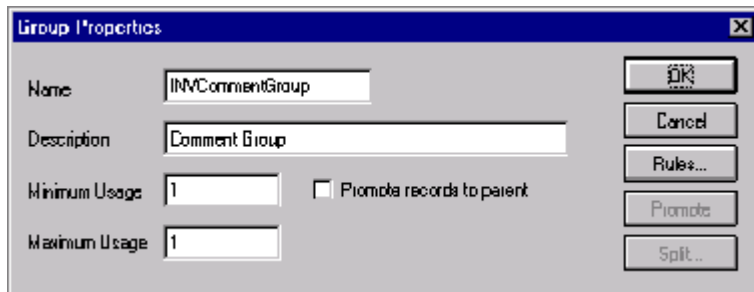 Group Properties
Name
INVCommentGroup
Description
Comment Group
Minimum Usage
1
Promote records to parent
Maximum Usage
1
OK
Cancel
Rules...
Promote
Split...